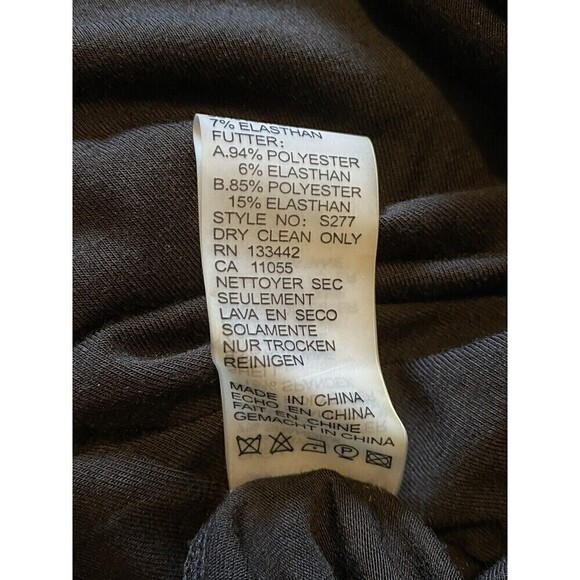 7% ELASTHAN
FUTTER:
A.94% POLYESTER
6% ELASTHAN
B.85% POLYESTER
15% ELASTHAN
STYLE NO: S277
DRY CLEAN ONLY
RN 133442
CA 11055
NETTOYER SEC
SEULEMENT
LAVA EN SECO
SOLAMENTE
NUR TROCKEN
REINIGEN
MADE IN CHINA
ECHO EN CHINA
FAIT EN CHINE
GEMACHT IN CHINA
P